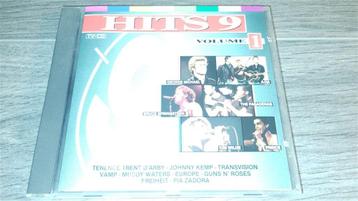 HITS 9
TV-CD
VOLUME 1
GEORGE MICHAEL
THE PASADENAS
TERENCE TRENT D'ARBY - JOHNNY KEMP - TRANSVISION
VAMP - MUDDY WATERS - EUROPE - GUNS N' ROSES
FREIHEIT - PIA ZADORA